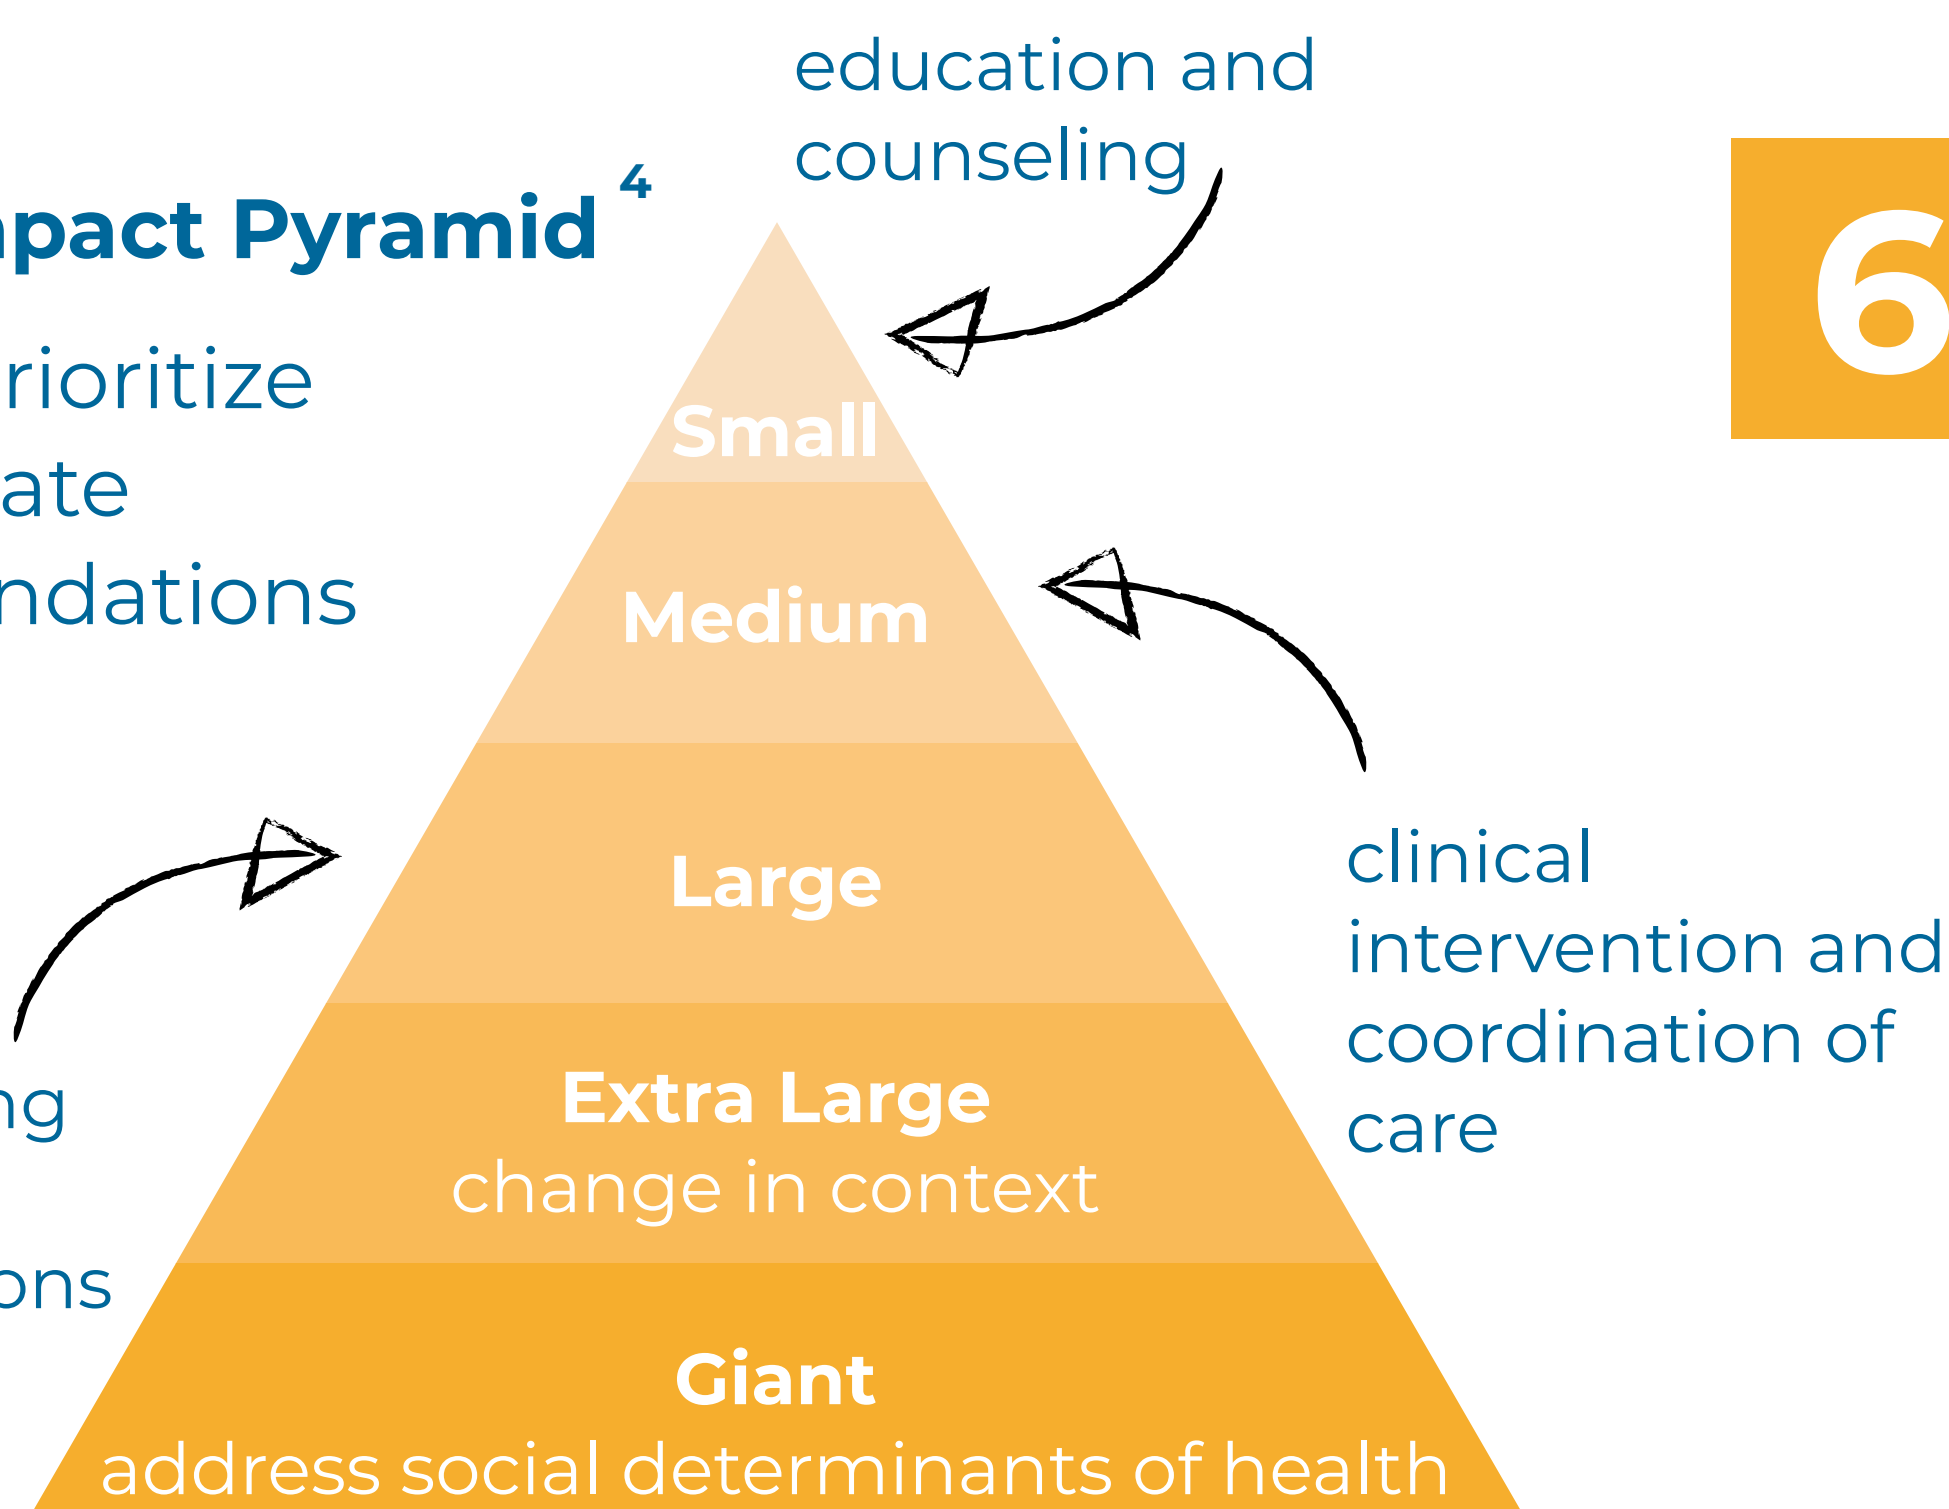 education and
counseling
mpact Pyramid 4
rioritize
ate
ndations
6
Small
Medium
Large
clinical
intervention and
coordination of
care
ng
ons
Extra Large
change in context
Giant
address social determinants of health